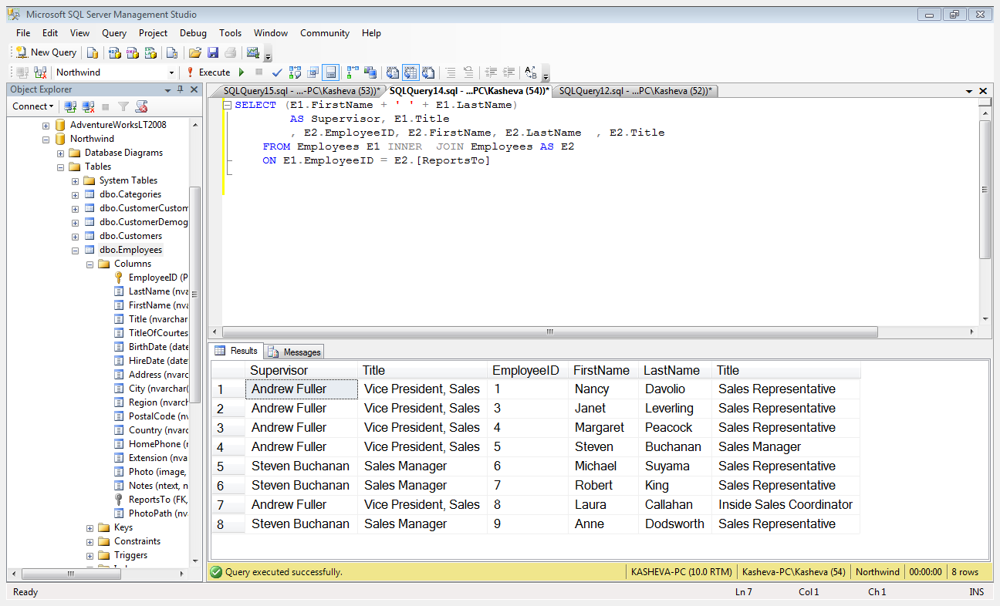 Microsoft SQL Server Management Studio
File Edit View Query Project Debug Tools Window Community Help
New Query
Northwind Execute
Object Explorer
Connect
AdventureWorksLT2008
Northwind
Database Diagrams
Tables
System Tables
dbo.Categories
dbo.CustomerCustom
dbo.CustomerDemog
dbo.Customers
dbo.Employees
Columns
EmployeeID (P
LastName (nva
FirstName (nva
Title (nvarchar
TitleOfCourtes
BirthDate (date
HireDate (date
Address (nvarc
City (nvarchar(
Region (nvarch
PostalCode (nv
Country (nvarc
HomePhone (n
Extension (nva
Photo (image,
Notes (ntext, n
ReportsTo (FK,
PhotoPath (nva
Keys
Constraints
Triggers
SQLQuery15.sql - ...-PC\Kasheva (53))* SQLQuery14.sql - ...PC\Kasheva (54))* SQLQuery12.sql - ...PC\Kasheva (52))*
SELECT (E1.FirstName + ' ' + E1.LastName)
AS Supervisor, E1.Title
, E2.EmployeeID, E2.FirstName, E2.LastName , E2.Title
FROM Employees E1 INNER JOIN Employees AS E2
ON E1.EmployeeID = E2.[ReportsTo]
Results Messages
Supervisor Title EmployeeID FirstName LastName Title
1 Andrew Fuller Vice President, Sales 1 Nancy Davolio Sales Representative
2 Andrew Fuller Vice President, Sales 3 Janet Leverling Sales Representative
3 Andrew Fuller Vice President, Sales 4 Margaret Peacock Sales Representative
4 Andrew Fuller Vice President, Sales 5 Steven Buchanan Sales Manager
5 Steven Buchanan Sales Manager 6 Michael Suyama Sales Representative
6 Steven Buchanan Sales Manager 7 Robert King Sales Representative
7 Andrew Fuller Vice President, Sales 8 Laura Callahan Inside Sales Coordinator
8 Steven Buchanan Sales Manager 9 Anne Dodsworth Sales Representative
Query executed successfully. KASHEVA-PC (10.0 RTM) Kasheva-PC\Kasheva (54) Northwind 00:00:00 8 rows
Ready Ln 7 Col 1 Ch 1 INS